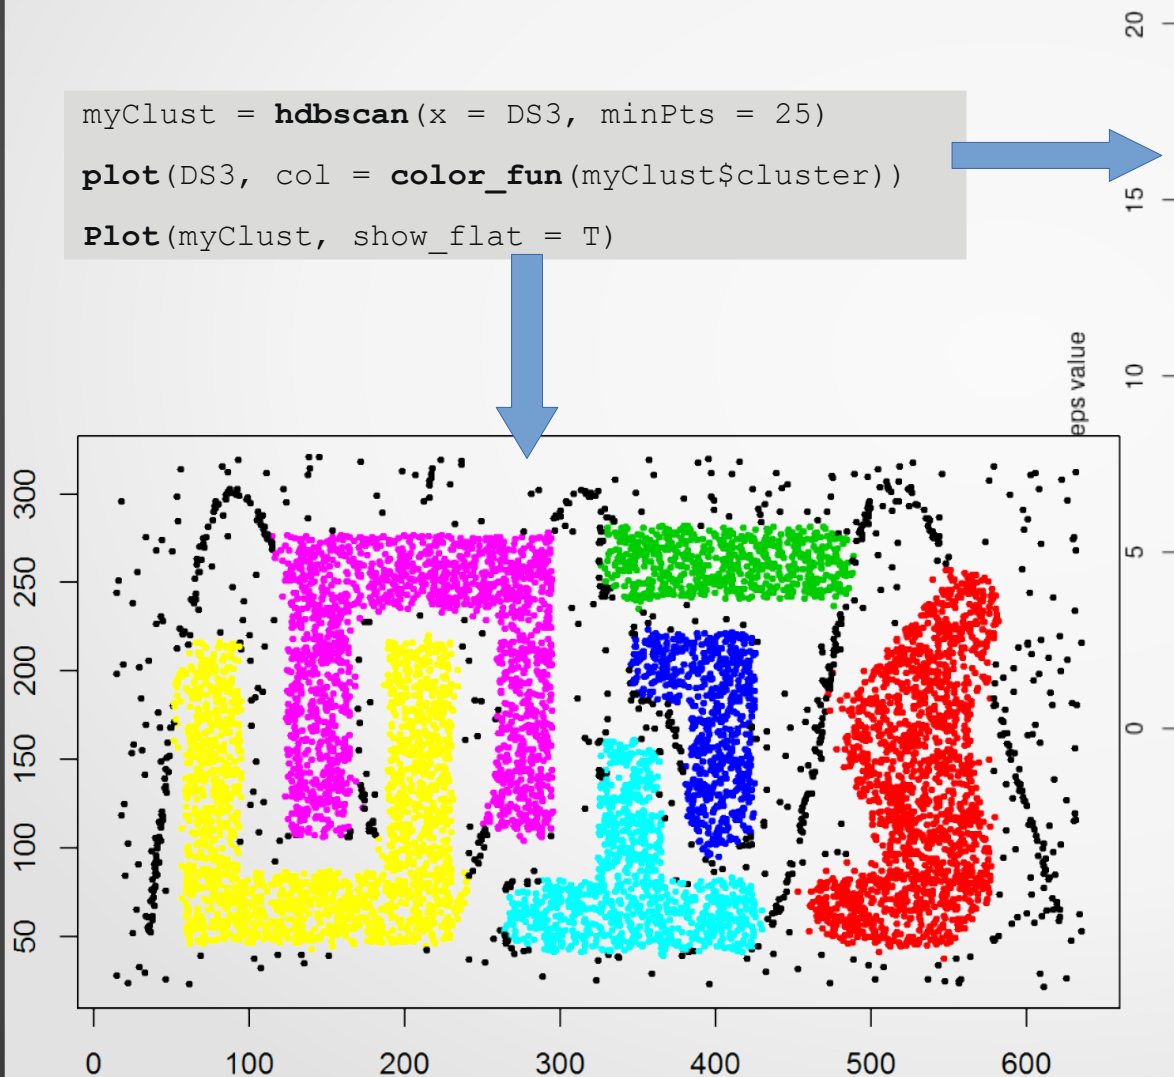 myClust = hdbscan(x = DS3, minPts = 25)
plot(DS3, col = color_fun(myClust$cluster))
Plot(myClust, show_flat = T)
20
15
10
5
0
eps value
300
250
200
150
100
50
0 100 200 300 400 500 600